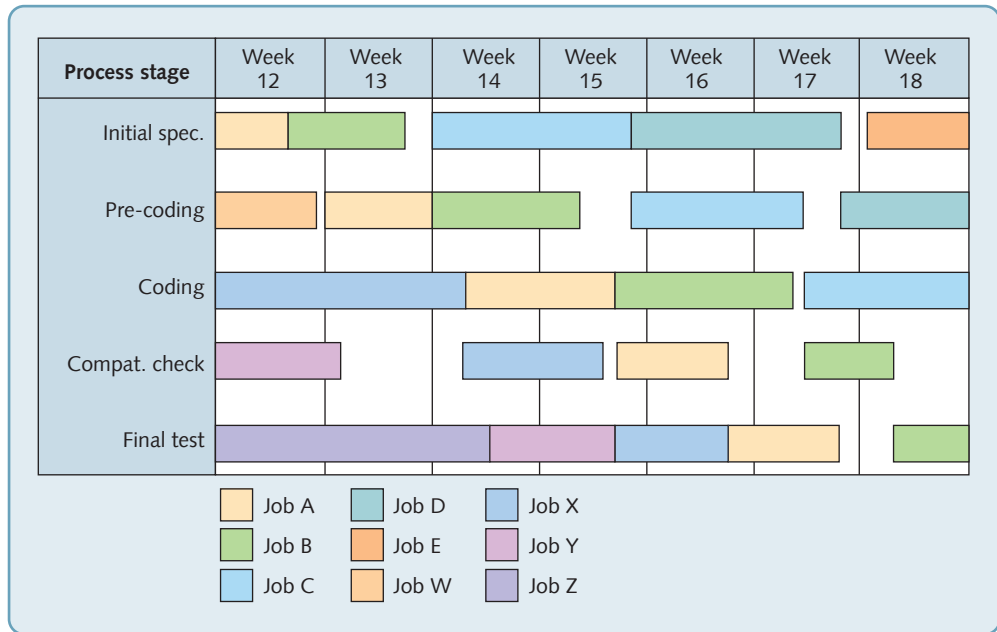 Process stage
Week 12
Week 13
Week 14
Week 15
Week 16
Week 17
Week 18
Initial spec.
Pre-coding
Coding
Compat. check
Final test
Job A
Job D
Job X
Job B
Job E
Job Y
Job C
Job W
Job Z